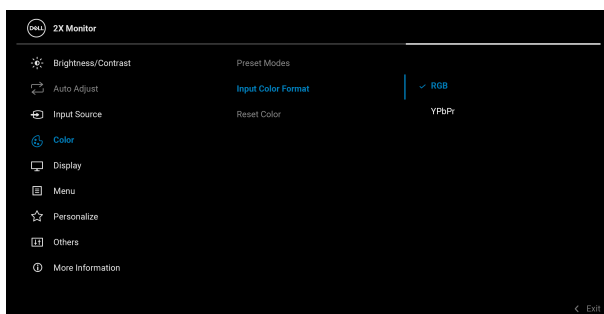 DELL 2X Monitor
Brightness/Contrast Preset Modes
Auto Adjust Input Color Format RGB
Input Source Reset Color YPbPr
Color
Display
Menu
Personalize
Others
More Information
Exit